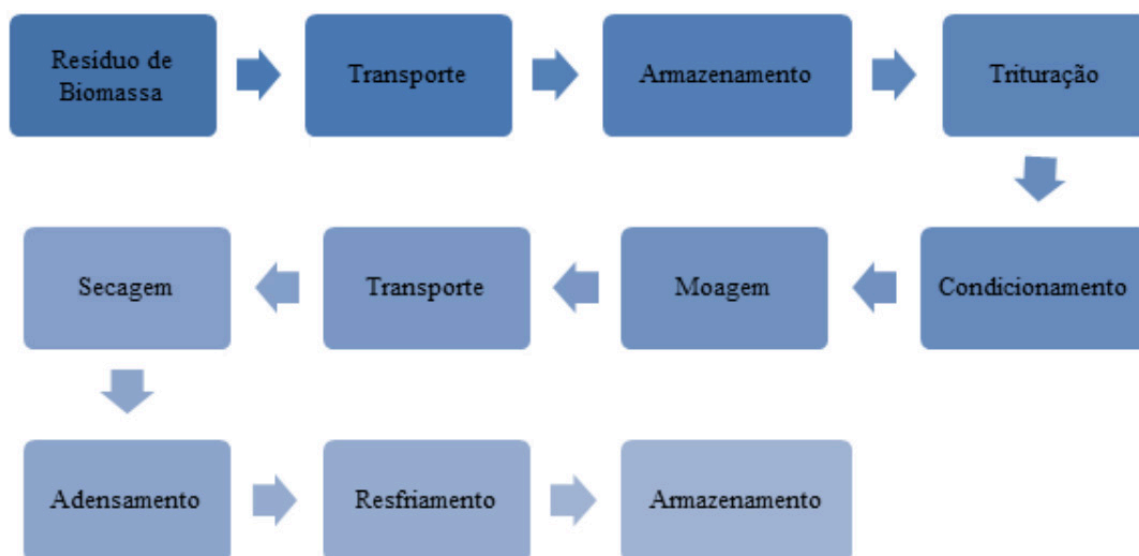 Resíduo de
Biomassa
Transporte
Armazenamento
Trituração
Condicionamento
Moagem
Transporte
Secagem
Adensamento
Resfriamento
Armazenamento